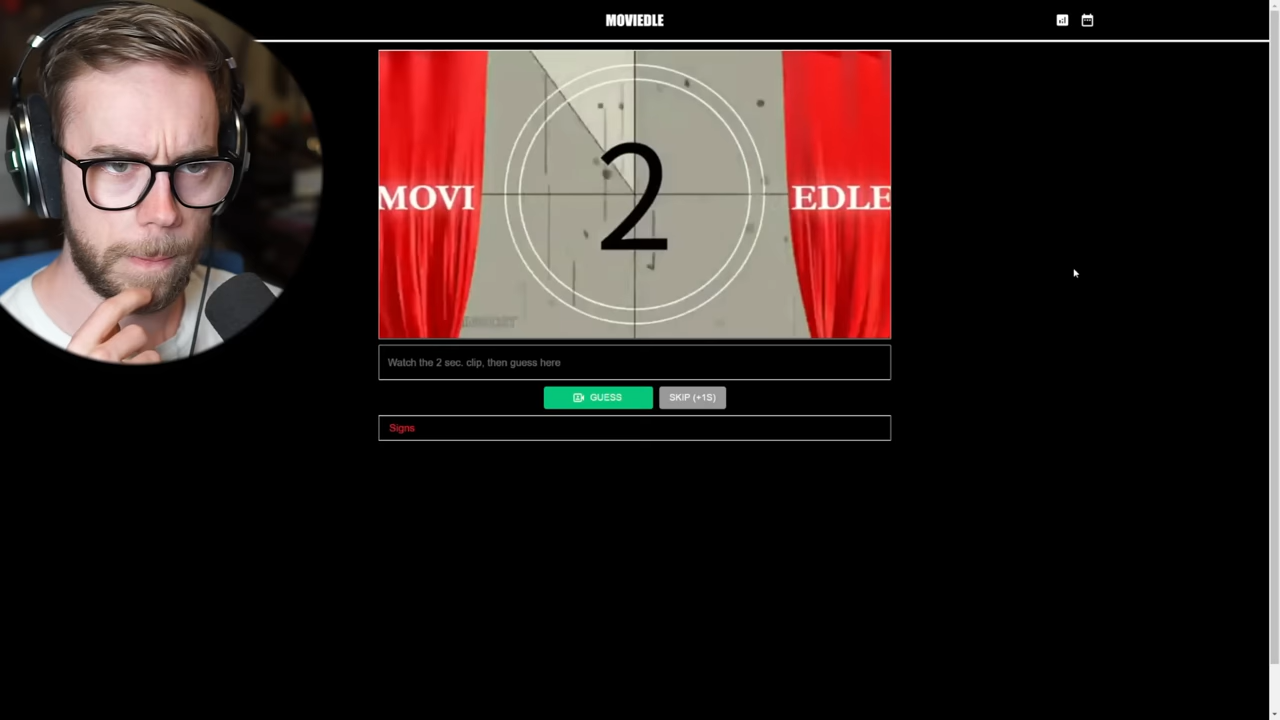 MOVIEDLE
2
MOVI EDLE
Watch the 2 sec. clip, then guess here
GUESS SKIP (+1S)
Signs